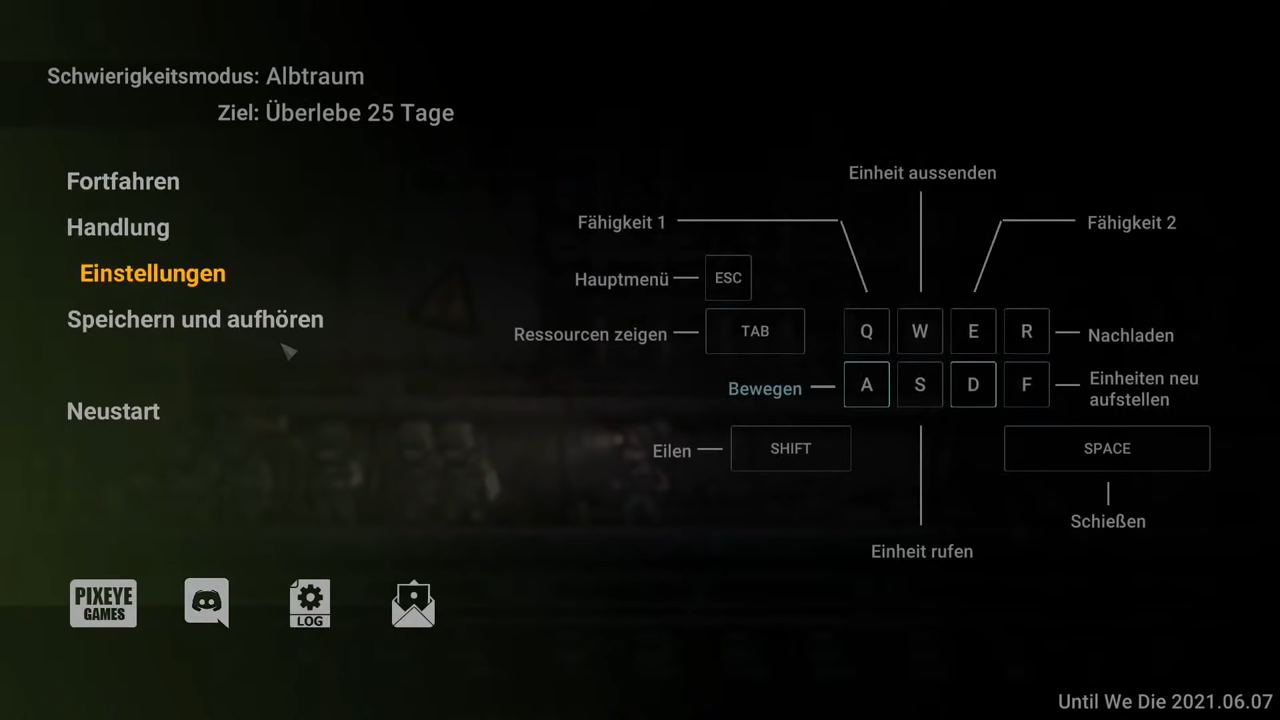 Schwierigkeitsmodus: Albtraum
Ziel: Überlebe 25 Tage
Fortfahren
Handlung
Einstellungen
Speichern und aufhören
Neustart
Einheit aussenden
Fähigkeit 1
Fähigkeit 2
Hauptmenü
ESC
Ressourcen zeigen
TAB
Q
W
E
R
Nachladen
Bewegen
A
S
D
F
Einheiten neu
aufstellen
Eilen
SHIFT
SPACE
Schießen
Einheit rufen
PIXEYE
GAMES
LOG
Until We Die 2021.06.07